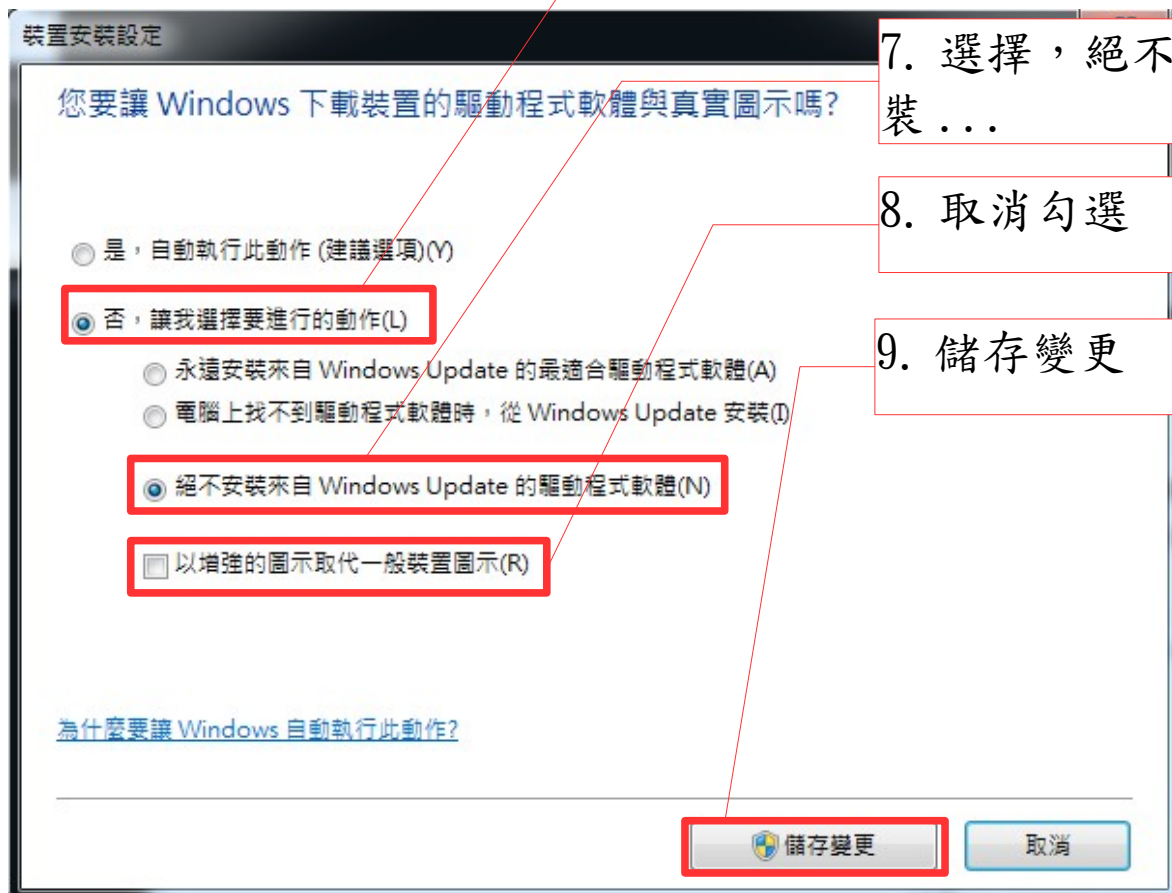 裝置安裝設定
7. 選擇，絕不
裝...
您要讓 Windows 下載裝置的驅動程式軟體與真實圖示嗎?
8. 取消勾選
是，自動執行此動作 (建議選項)(Y)
否，讓我選擇要進行的動作(L)
9. 儲存變更
永遠安裝來自 Windows Update 的最適合驅動程式軟體(A)
電腦上找不到驅動程式軟體時，從 Windows Update 安裝(I)
絕不安裝來自 Windows Update 的驅動程式軟體(N)
以增強的圖示取代一般裝置圖示(R)
為什麼要讓 Windows 自動執行此動作?
儲存變更
取消